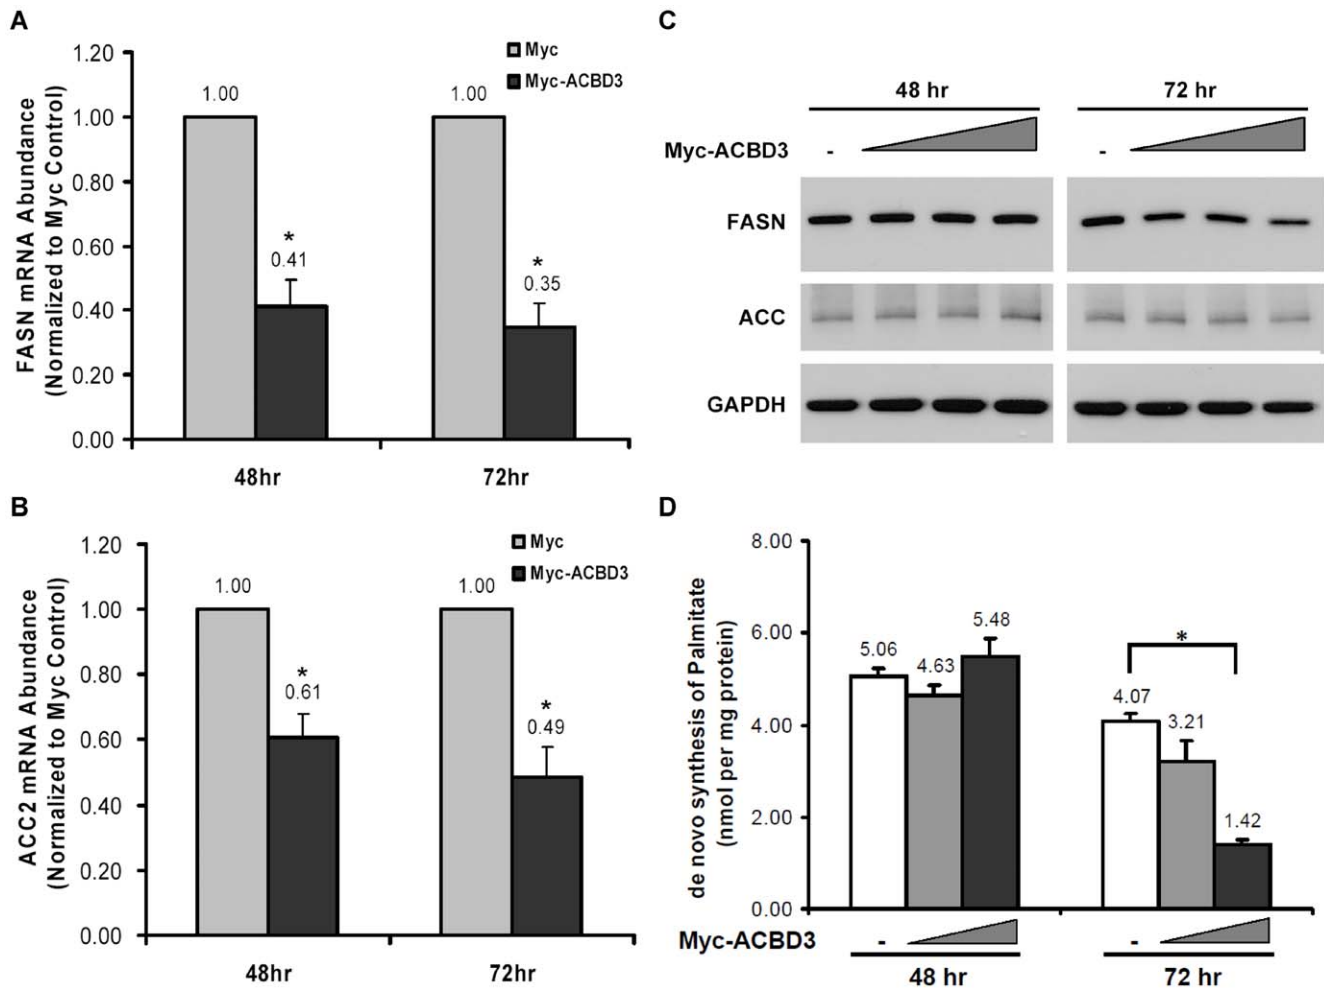 A
FASN mRNA Abundance
(Normalized to Myc Control)
1.20
1.00
0.80
0.60
0.40
0.20
0.00
Myc
Myc-ACBD3
1.00
*
0.41
1.00
*
0.35
48hr
72hr
B
ACC2 mRNA Abundance
(Normalized to Myc Control)
1.20
1.00
0.80
0.60
0.40
0.20
0.00
Myc
Myc-ACBD3
1.00
*
0.61
1.00
*
0.49
48hr
72hr
C
48 hr
72 hr
Myc-ACBD3
-
-
FASN
ACC
GAPDH
D
de novo synthesis of Palmitate
(nmol per mg protein)
8.00
6.00
4.00
2.00
0.00
5.06
4.63
5.48
*
4.07
3.21
1.42
Myc-ACBD3
-
-
48 hr
72 hr